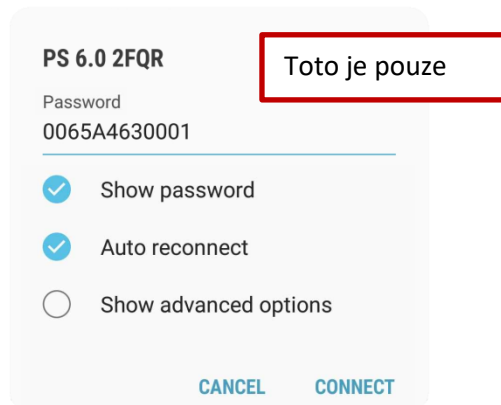 PS 6.0 2FQR
Toto je pouze
Password
0065A4630001
Show password
Auto reconnect
Show advanced options
CANCEL CONNECT